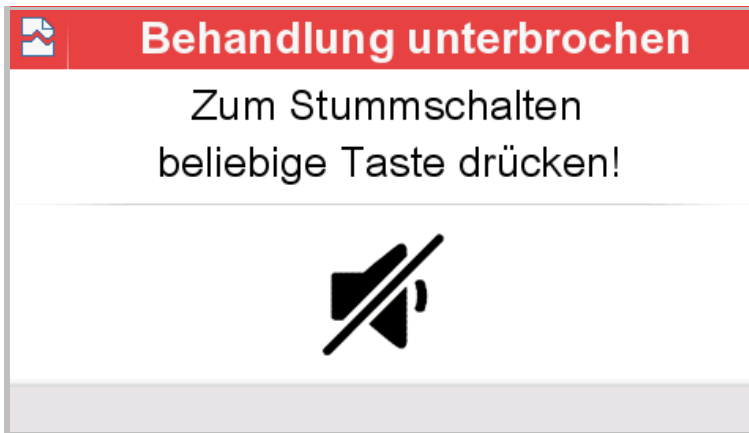 Behandlung unterbrochen
Zum Stummschalten
beliebige Taste drücken!